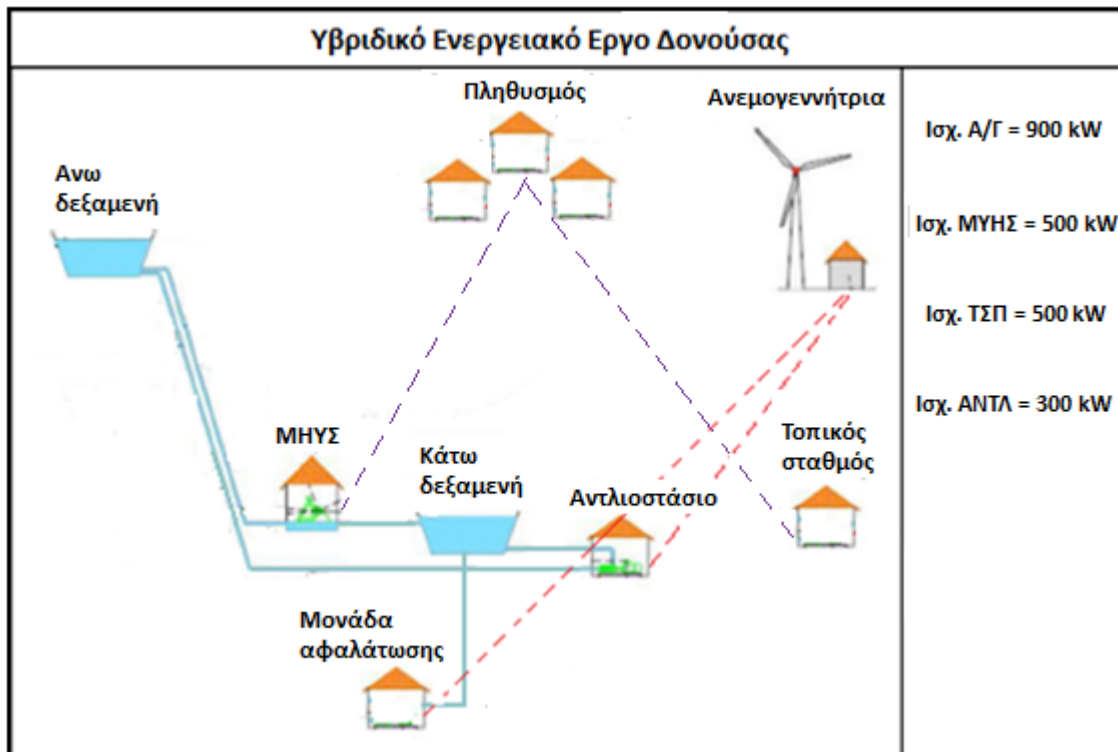 Υβριδικό Ενεργειακό Εργο Δονούσας
Πληθυσμός
Ανεμογεννήτρια
Ισχ. Α/Γ = 900 kW
Ανω
δεξαμενή
Ισχ. ΜΥΗΣ = 500 kW
Ισχ. ΤΣΠ = 500 kW
Ισχ. ΑΝΤΛ = 300 kW
ΜΗΥΣ
Κάτω
δεξαμενή
Τοπικός
σταθμός
Αντλιοστάσιο
Μονάδα
αφαλάτωσης